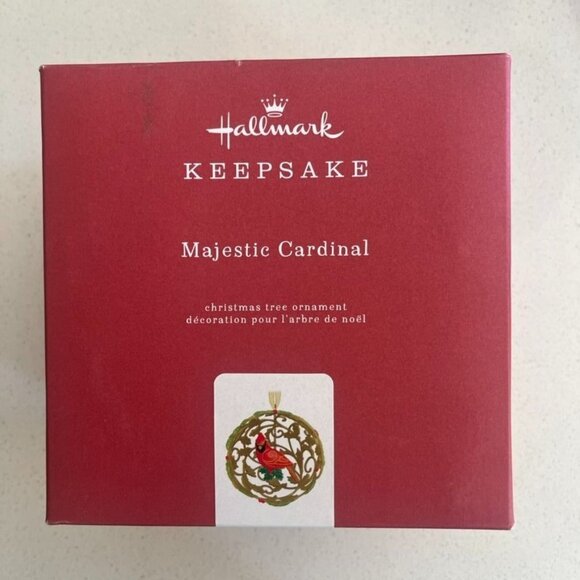 Hallmark
KEEPSAKE
Majestic Cardinal
christmas tree ornament
décoration pour l'arbre de noël